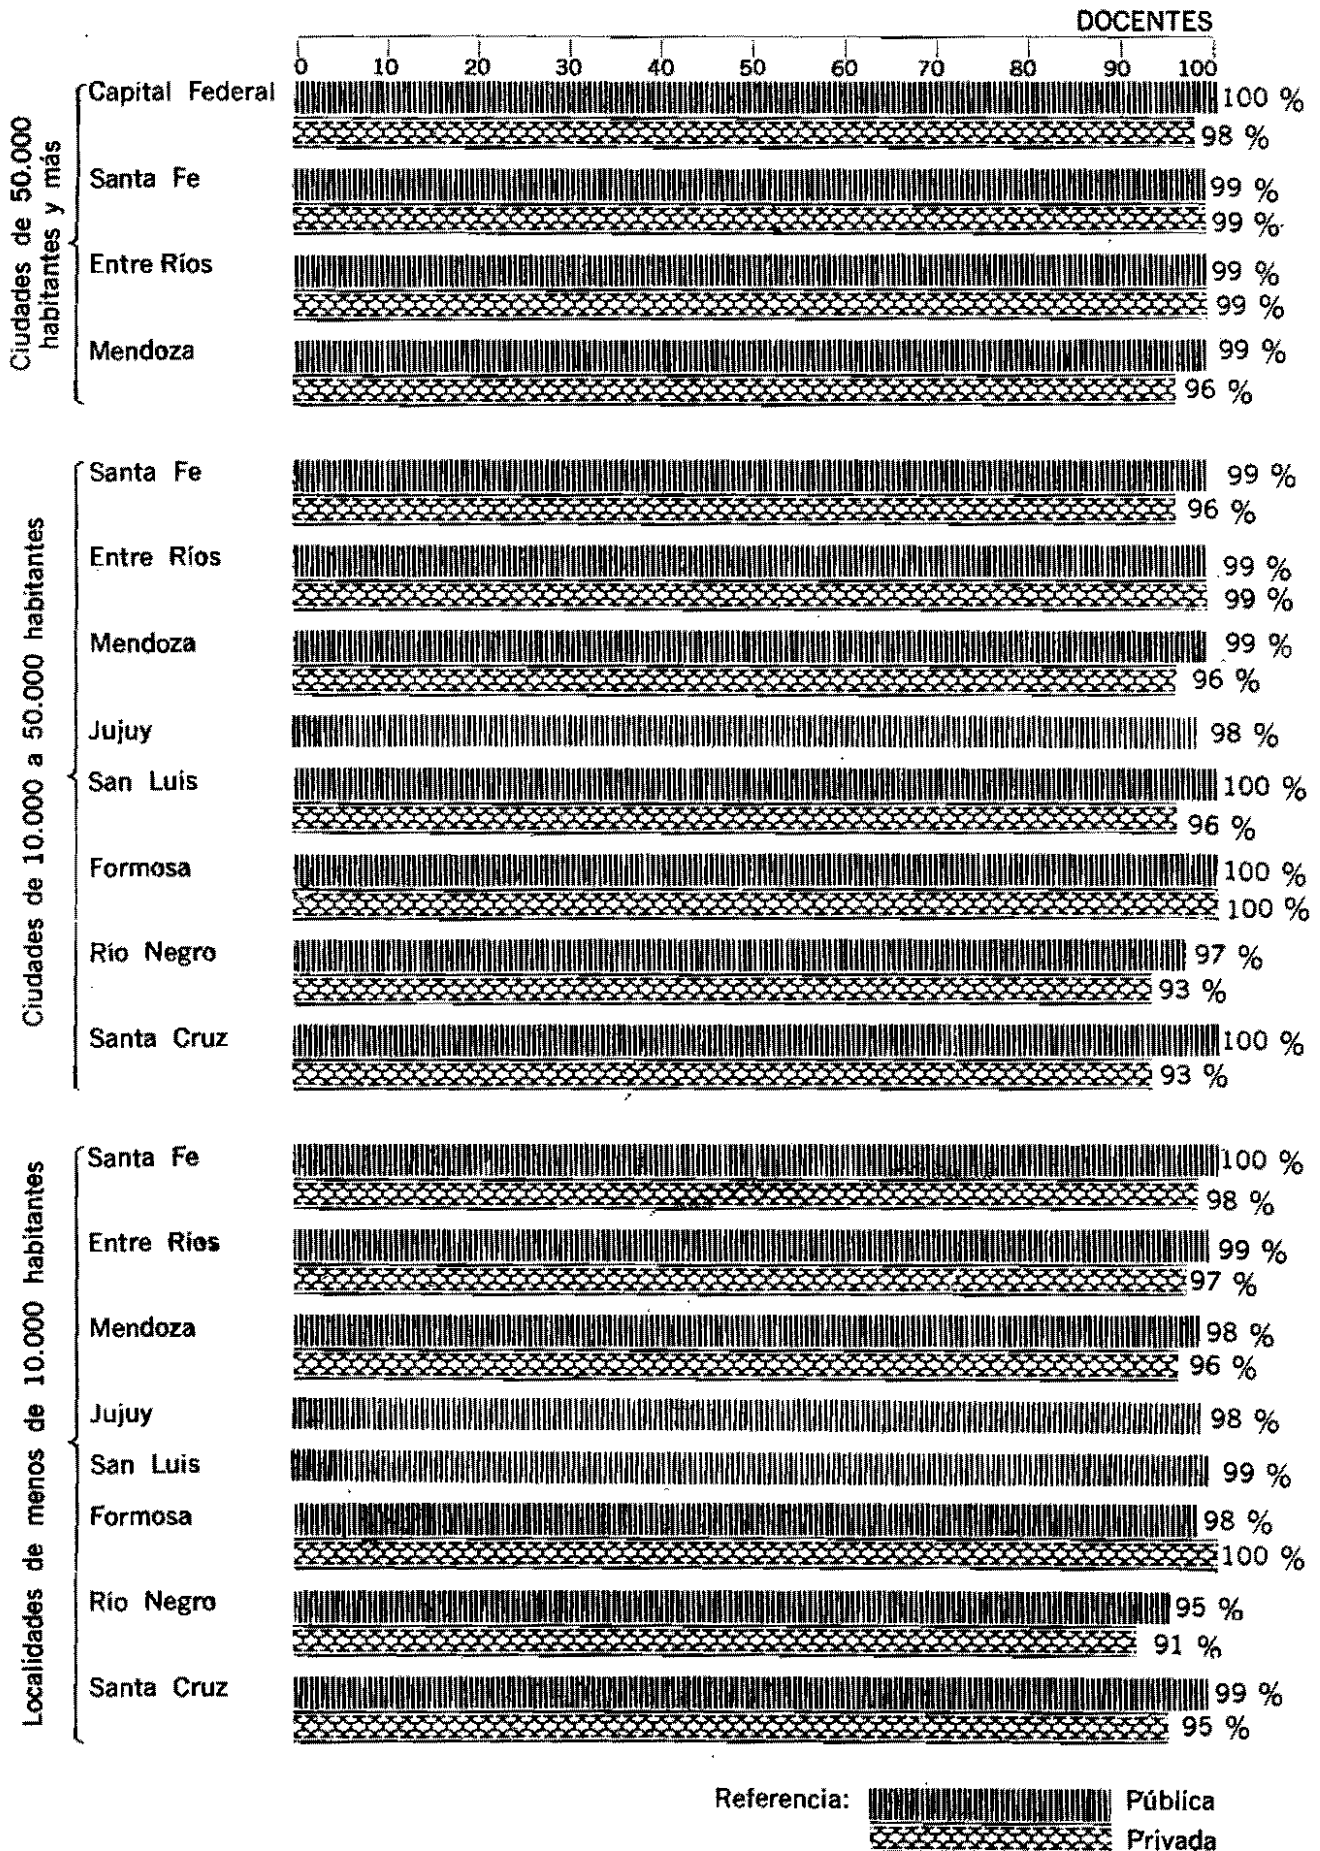 DOCENTES
0 10 20 30 40 50 60 70 80 90 100
Ciudades de 50.000
habitantes y más
Capital Federal 100 %
98 %
Santa Fe 99 %
99 %
Entre Ríos 99 %
99 %
Mendoza 99 %
96 %
Ciudades de 10.000 a 50.000 habitantes
Santa Fe 99 %
96 %
Entre Ríos 99 %
99 %
Mendoza 99 %
96 %
Jujuy 98 %
San Luis 100 %
96 %
Formosa 100 %
100 %
Río Negro 97 %
93 %
Santa Cruz 100 %
93 %
Localidades de menos de 10.000 habitantes
Santa Fe 100 %
98 %
Entre Ríos 99 %
97 %
Mendoza 98 %
96 %
Jujuy 98 %
San Luis 99 %
Formosa 98 %
100 %
Río Negro 95 %
91 %
Santa Cruz 99 %
95 %
Referencia: Pública
Privada